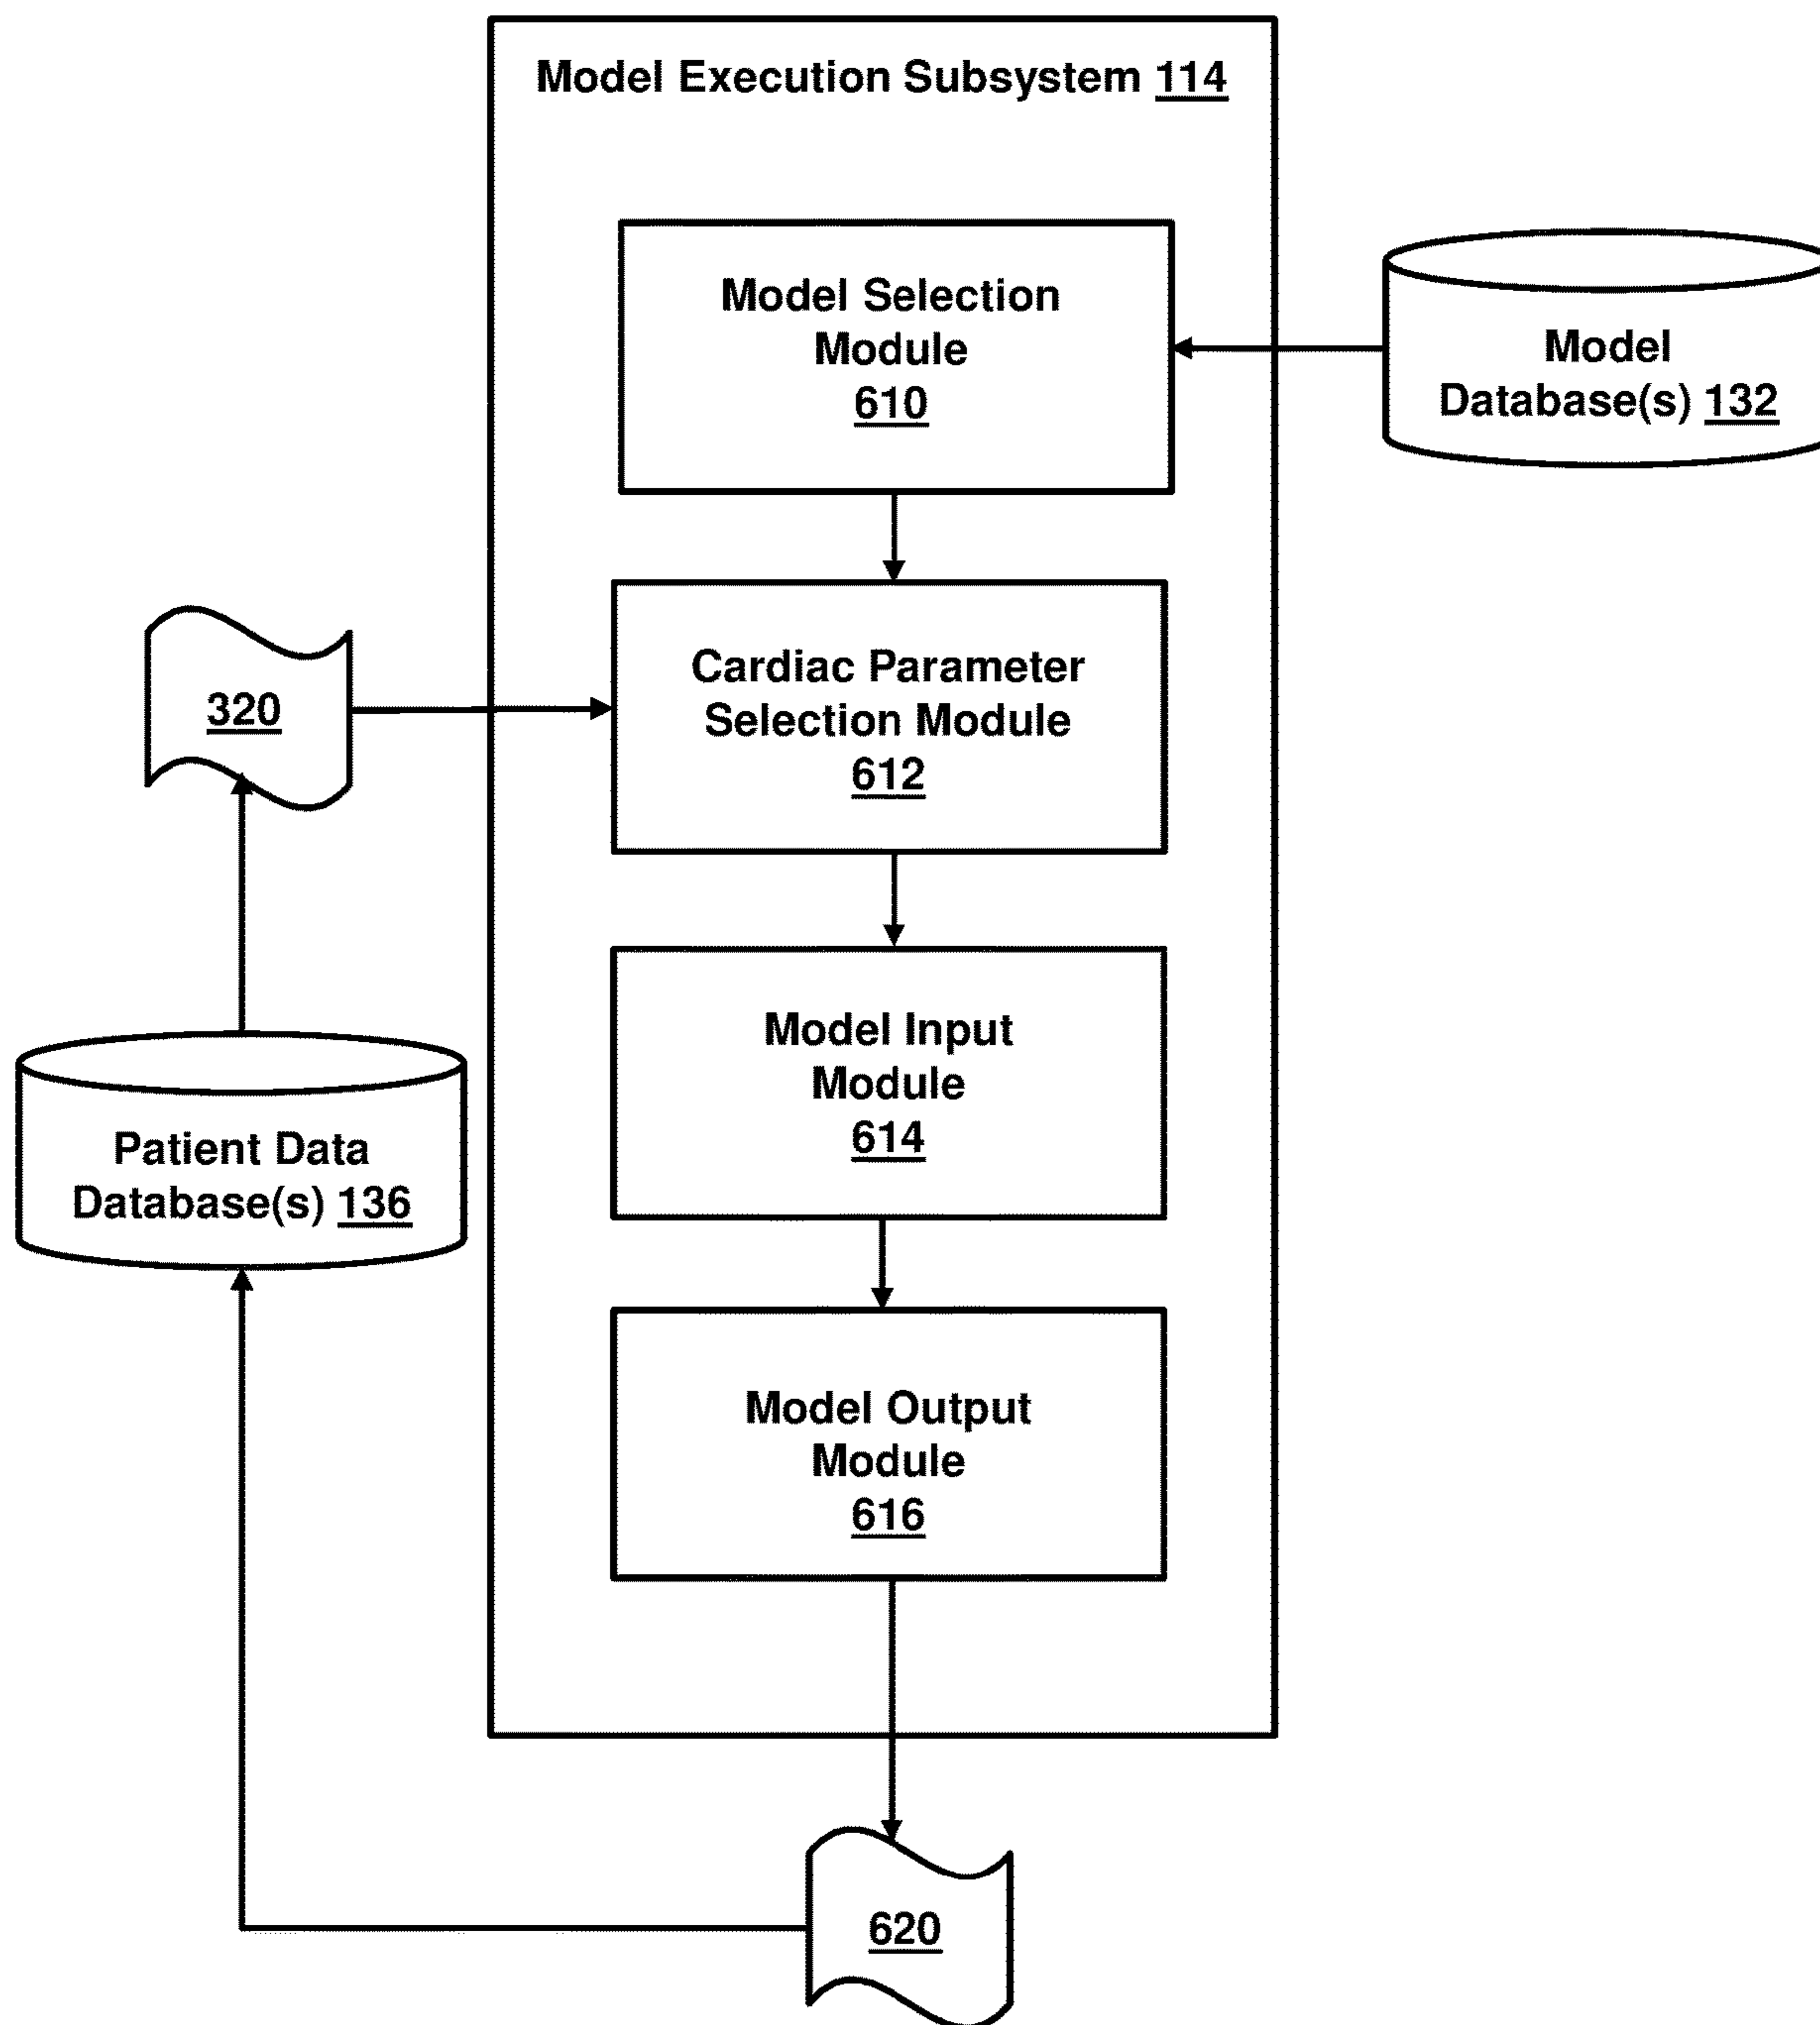 Model Execution Subsystem 114
Model Selection
Module
610
Model
Database(s) 132
Cardiac Parameter
Selection Module
612
320
Model Input
Module
614
Patient Data
Database(s) 136
Model Output
Module
616
620